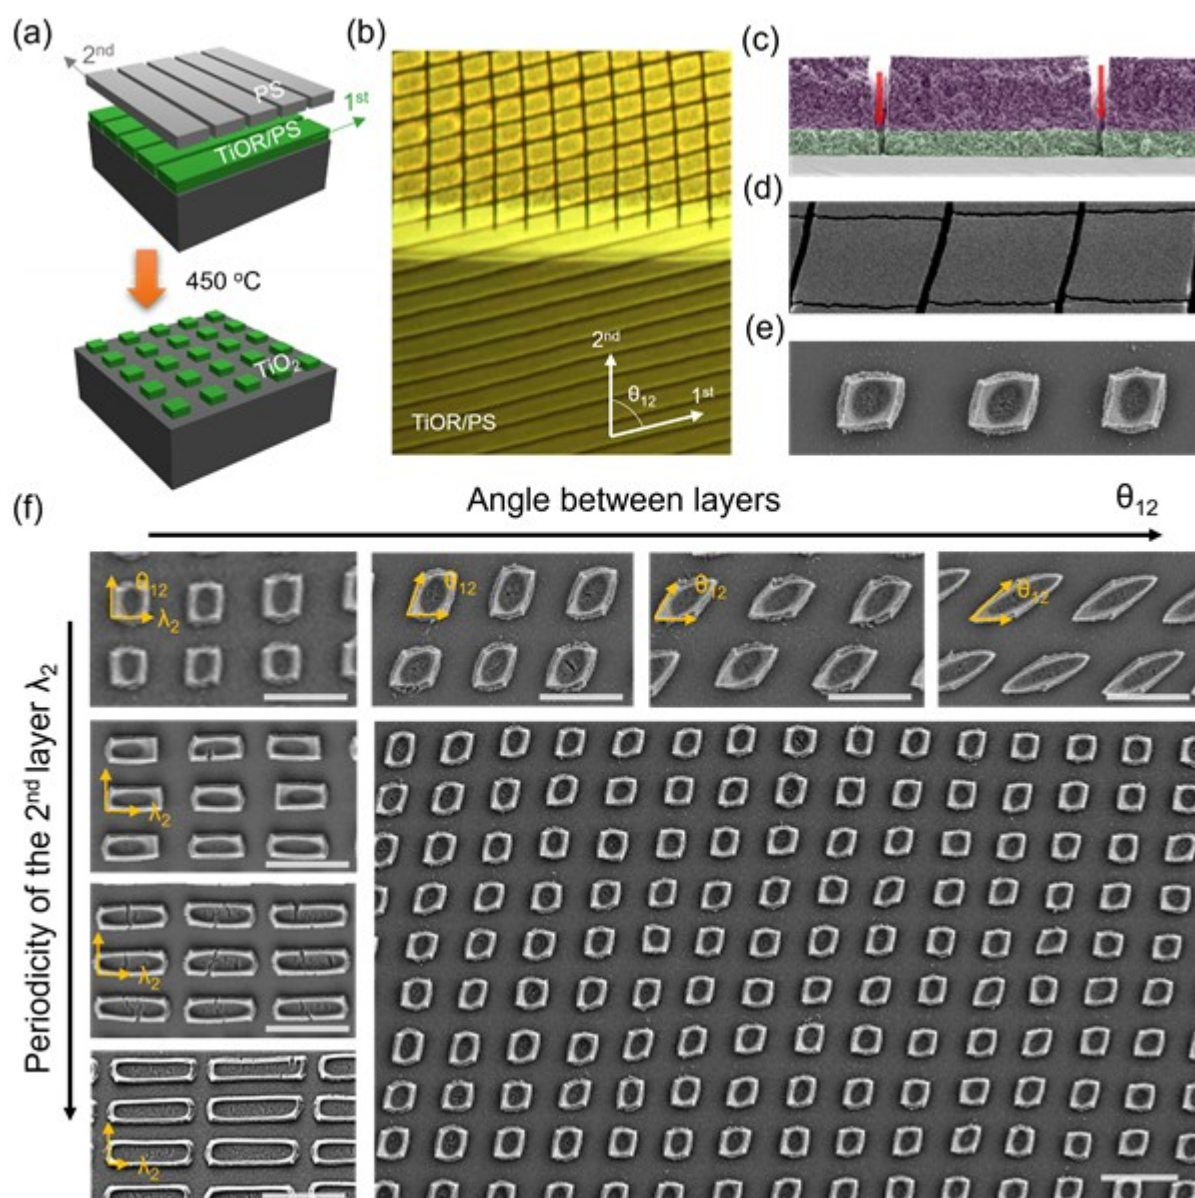 (a)
2nd
PS
1st
TiOR/PS
450 oC
TiO2
(b)
2nd
θ12
1st
TiOR/PS
(c)
(d)
(e)
(f)
Angle between layers
θ12
Periodicity of the 2nd layer λ2
θ12
λ2
θ12
θ12
θ12
λ2
λ2
λ2